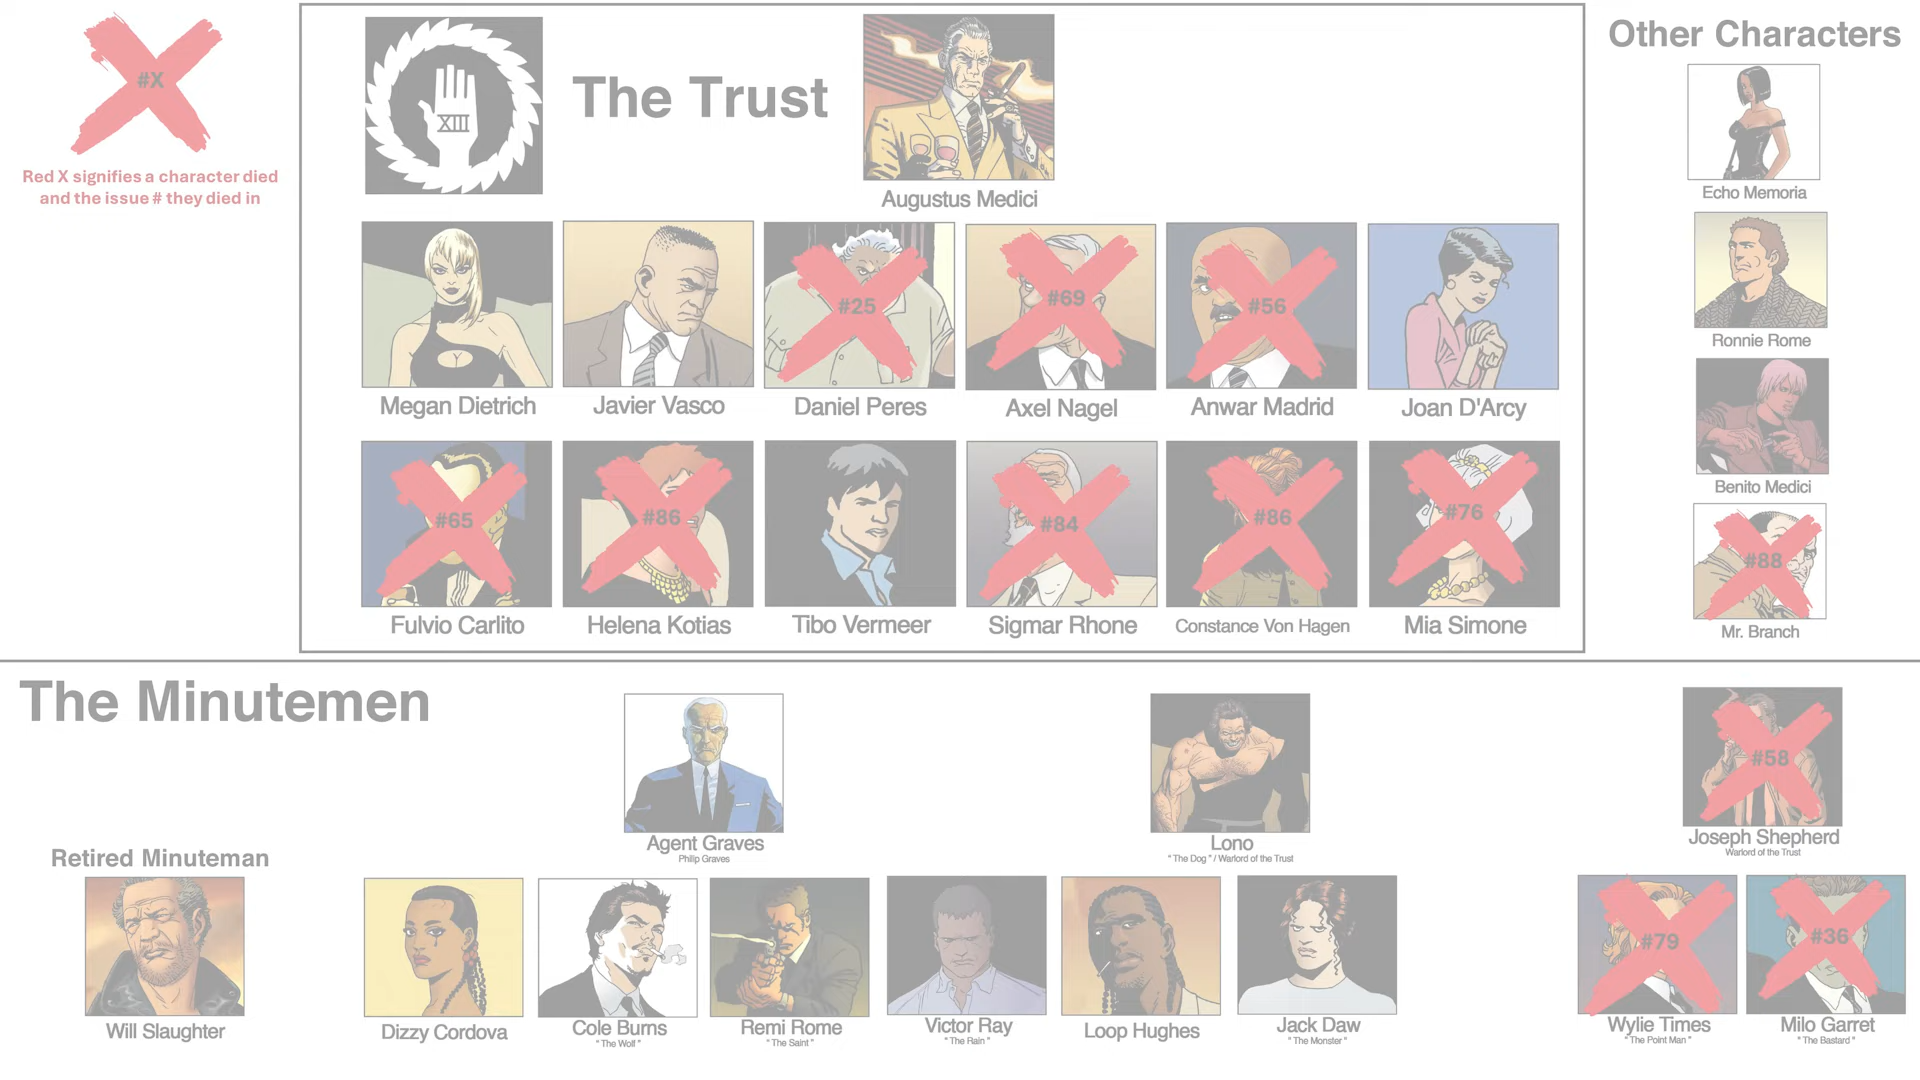 #X
Red X signifies a character died
and the issue # they died in
XIII
The Trust
Augustus Medici
#25
#69
#56
Megan Dietrich
Javier Vasco
Daniel Peres
Axel Nagel
Anwar Madrid
Joan D'Arcy
#65
#86
#84
#86
#76
Fulvio Carlito
Helena Kotias
Tibo Vermeer
Sigmar Rhone
Constance Von Hagen
Mia Simone
Other Characters
Echo Memoria
Ronnie Rome
Benito Medici
#88
Mr. Branch
The Minutemen
Agent Graves
Philip Graves
Lono
"The Dog" / Warlord of the Trust
#58
Joseph Shepherd
Warlord of the Trust
Retired Minuteman
Will Slaughter
Dizzy Cordova
Cole Burns
"The Wolf"
Remi Rome
"The Saint"
Victor Ray
"The Rain"
Loop Hughes
Jack Daw
"The Monster"
#79
#36
Wylie Times
"The Point Man"
Milo Garret
"The Bastard"